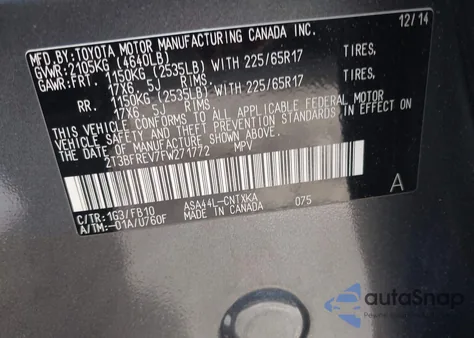 MFD.BY:TOYOTA MOTOR MANUFACTURING CANADA INC. 12/14
GVWR:2105KG (4640LB)
GAWR:FRT. 1150KG (2535LB) WITH 225/65R17 TIRES,
17X6.5J RIMS,
RR. 1150KG (2535LB) WITH 225/65R17 TIRES,
17X6.5J RIMS
THIS VEHICLE CONFORMS TO ALL APPLICABLE FEDERAL MOTOR
VEHICLE SAFETY AND THEFT PREVENTION STANDARDS IN EFFECT
ON THE DATE OF MANUFACTURE SHOWN ABOVE.
2T3BFREV7FW271772 MPV
A
C/TR:1G3/FB10 ASA44L-CNTXKA 075
A/TM:-01A/U760F MADE IN CANADA
autoSnap